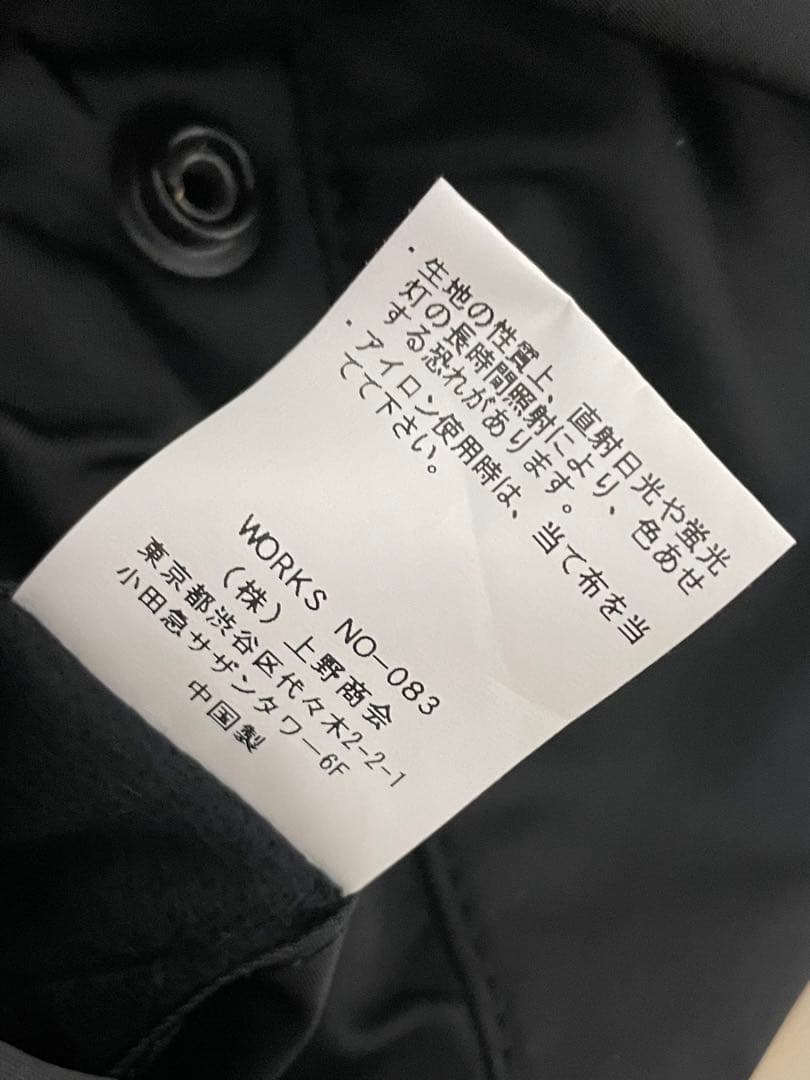 ・生地の性質上、直射日光や蛍光
灯の長時間照射により、色あせ
する恐れがあります。
・アイロン使用時は、当て布を当
てて下さい。
WORKS NO-083
(株)上野商会
東京都渋谷区代々木2-2-1
小田急サザンタワー6F
中国製